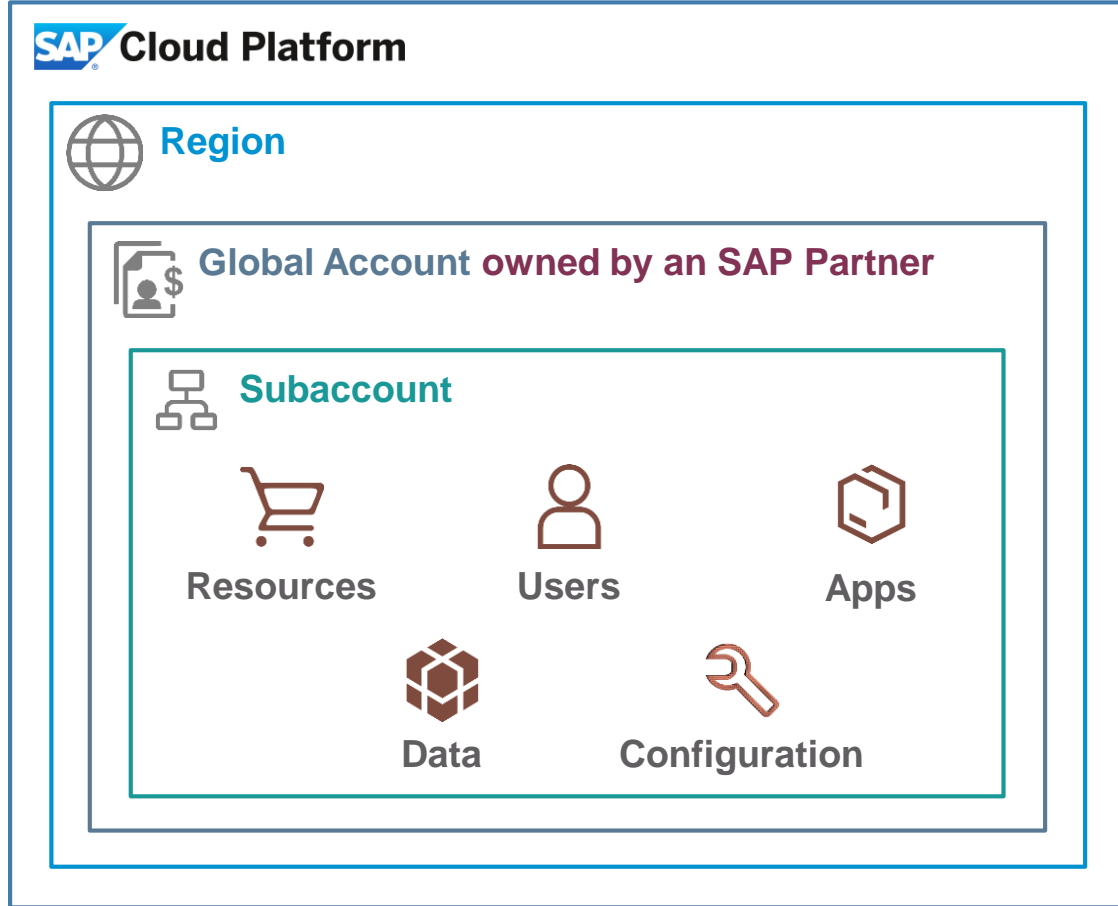 SAP® Cloud Platform
Region
$
Global Account owned by an SAP Partner
Subaccount
Resources Users Apps
Data Configuration